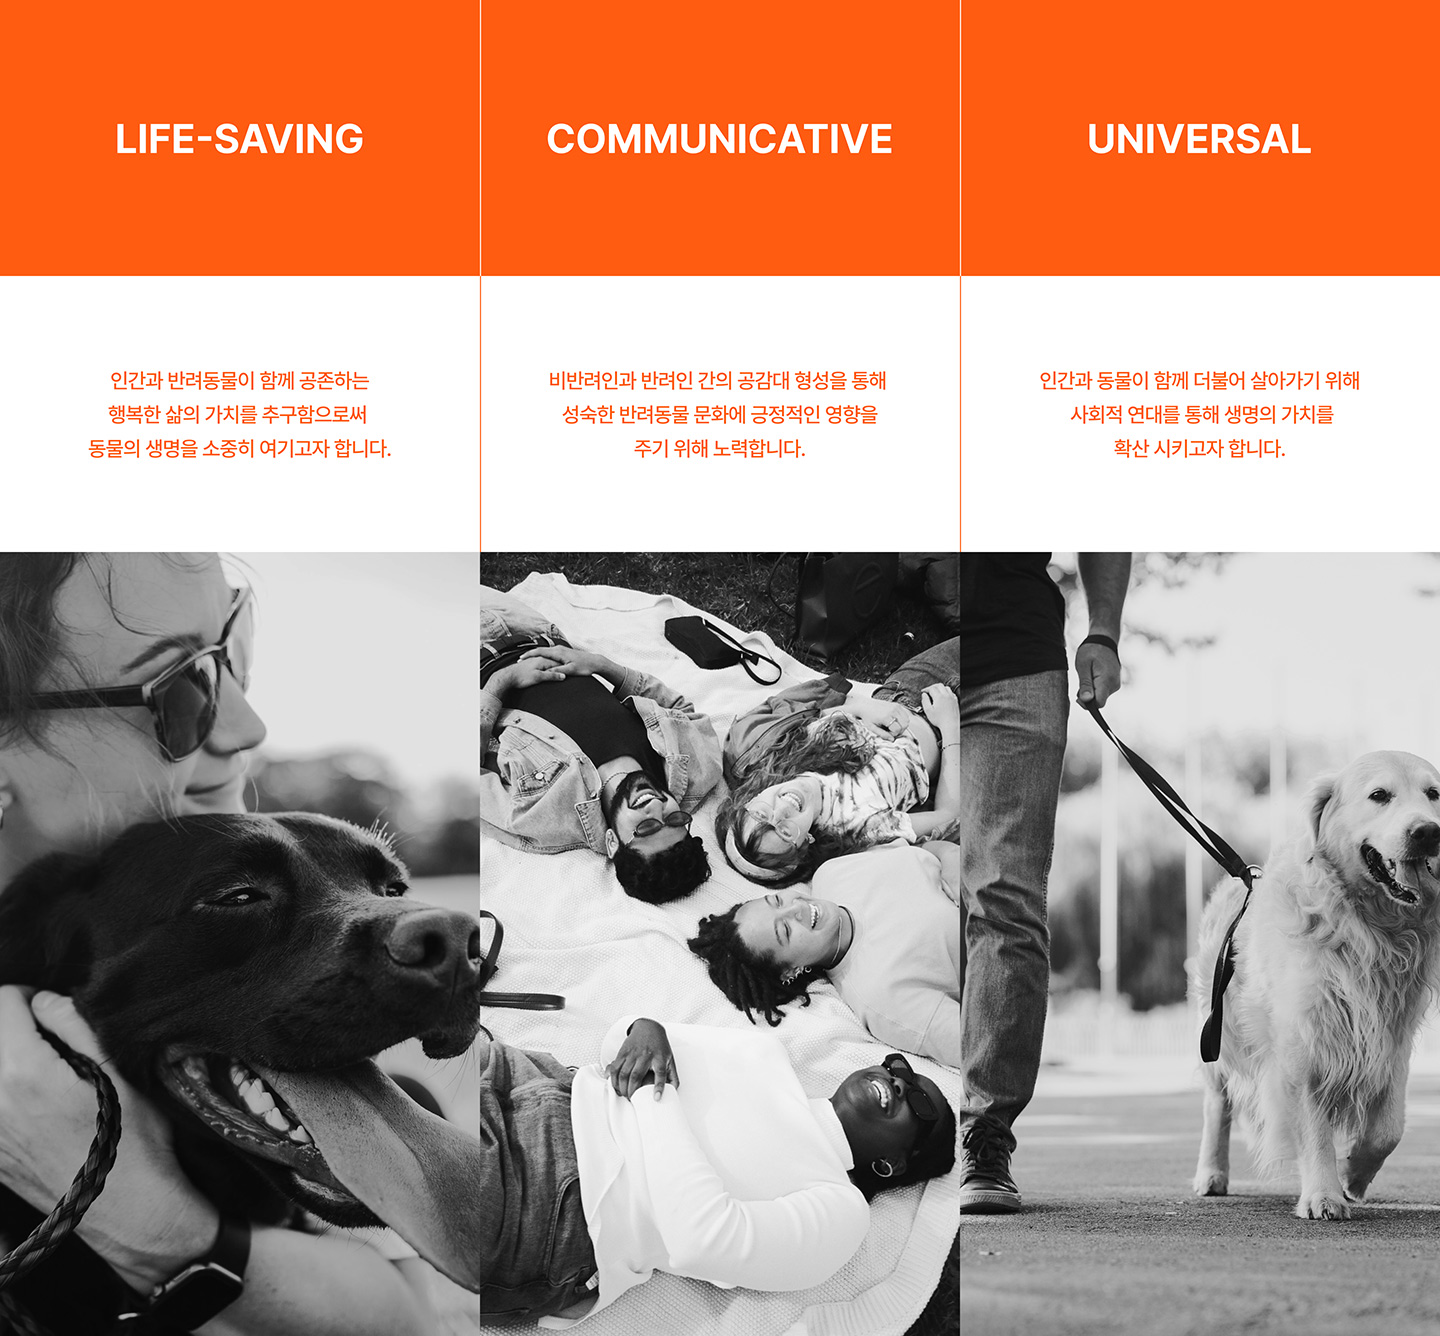 LIFE-SAVING
COMMUNICATIVE
UNIVERSAL
인간과 반려동물이 함께 공존하는
행복한 삶의 가치를 추구함으로써
동물의 생명을 소중히 여기고자 합니다.
비반려인과 반려인 간의 공감대 형성을 통해
성숙한 반려동물 문화에 긍정적인 영향을
주기 위해 노력합니다.
인간과 동물이 함께 더불어 살아가기 위해
사회적 연대를 통해 생명의 가치를
확산 시키고자 합니다.